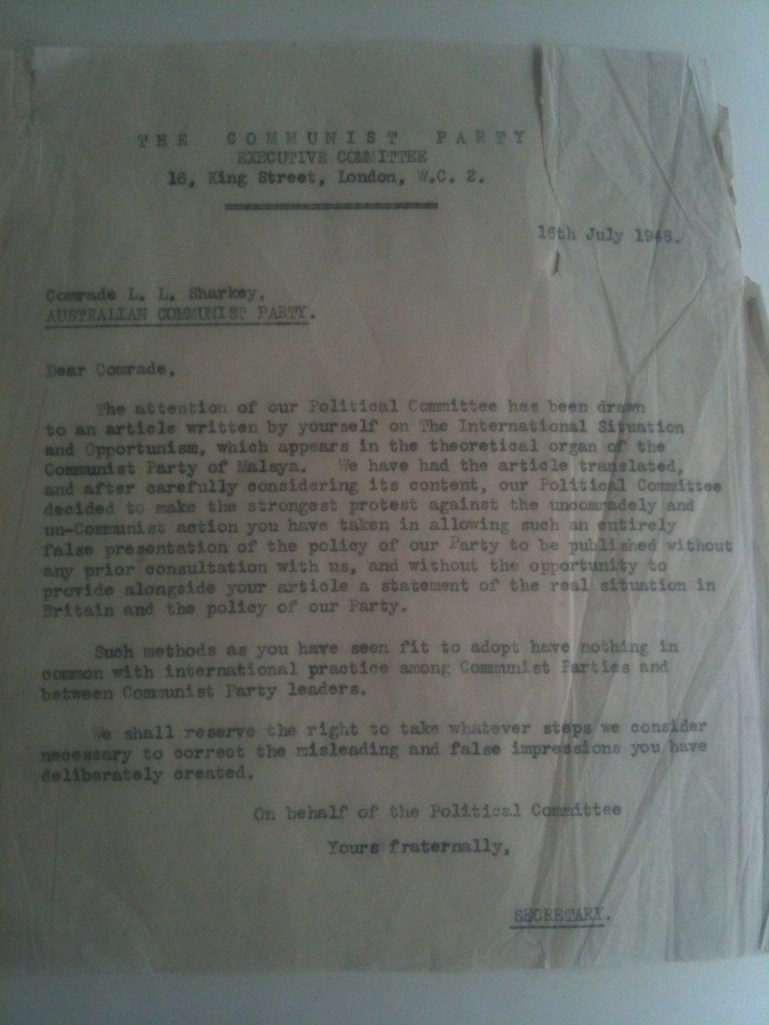 THE COMMUNIST PARTY
EXECUTIVE COMMITTEE
16, King Street, London, W.C. 2.
16th July 1948.
Comrade L. L. Sharkey,
AUSTRALIAN COMMUNIST PARTY.
Dear Comrade,
The attention of our Political Committee has been drawn
to an article written by yourself on The International Situation
and Opportunism, which appears in the theoretical organ of the
Communist Party of Malaya. We have had the article translated,
and after carefully considering its content, our Political Committee
decided to make the strongest protest against the uncomradely and
un-Communist action you have taken in allowing such an entirely
false presentation of the policy of our Party to be published without
any prior consultation with us, and without the opportunity to
provide alongside your article a statement of the real situation in
Britain and the policy of our Party.
Such methods as you have seen fit to adopt have nothing in
common with international practice among Communist Parties and
between Communist Party leaders.
We shall reserve the right to take whatever steps we consider
necessary to correct the misleading and false impressions you have
deliberately created.
On behalf of the Political Committee
Yours fraternally,
SECRETARY.